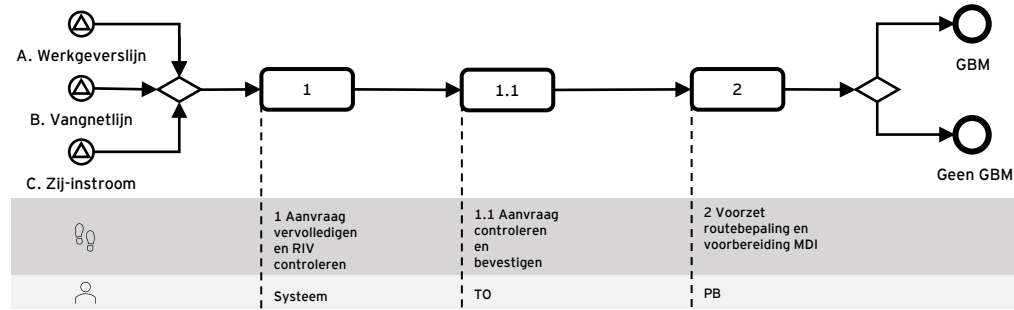 A. Werkgeverslijn
B. Vangnetlijn
C. Zij-instroom
1
1.1
2
GBM
Geen GBM
1 Aanvraag
vervolledigen
en RIV
controleren
1.1 Aanvraag
controleren
en
bevestigen
2 Voorzet
routebepaling en
voorbereiding MDI
Systeem
TO
PB